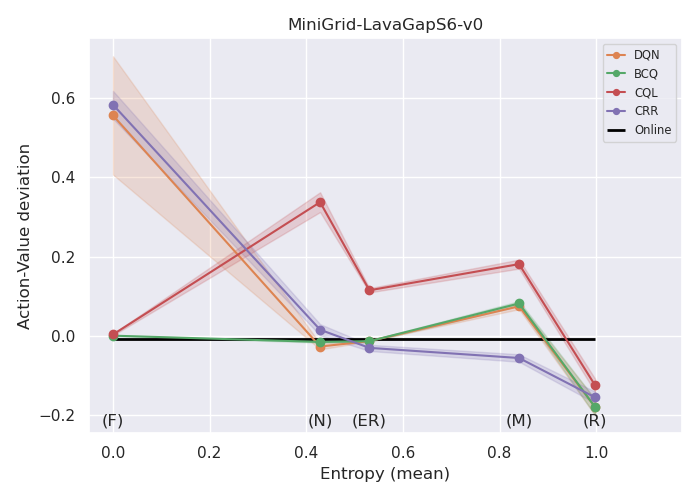 MiniGrid-LavaGapS6-v0
DQN
BCQ
CQL
CRR
Online
Action-Value deviation
0.6
0.4
0.2
0.0
−0.2
(F) (N) (ER) (M) (R)
0.0 0.2 0.4 0.6 0.8 1.0
Entropy (mean)